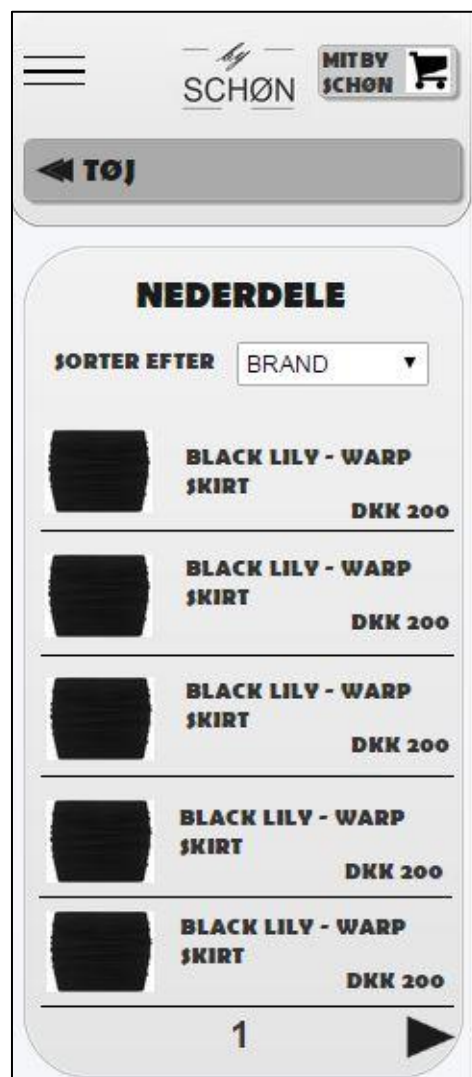 by
SCHØN
MIT BY
SCHØN
TØJ
NEDERDELE
SORTER EFTER BRAND
BLACK LILY - WARP
SKIRT
DKK 200
BLACK LILY - WARP
SKIRT
DKK 200
BLACK LILY - WARP
SKIRT
DKK 200
BLACK LILY - WARP
SKIRT
DKK 200
BLACK LILY - WARP
SKIRT
DKK 200
1